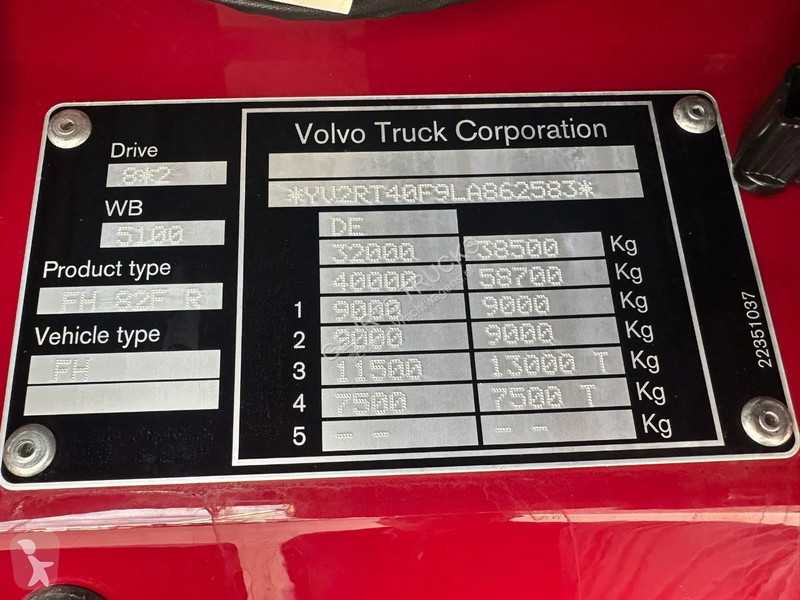 Volvo Truck Corporation
Drive
8*2
*YV2RT40F9LA862583*
WB
5100
DE
32000 38500 Kg
40000 58700 Kg
Product type
FH 82F R
1 9000 9000 Kg
2 9000 9000 Kg
Vehicle type
FH
3 11500 13000 T Kg
4 7500 7500 T Kg
5 - - - - Kg
22351037